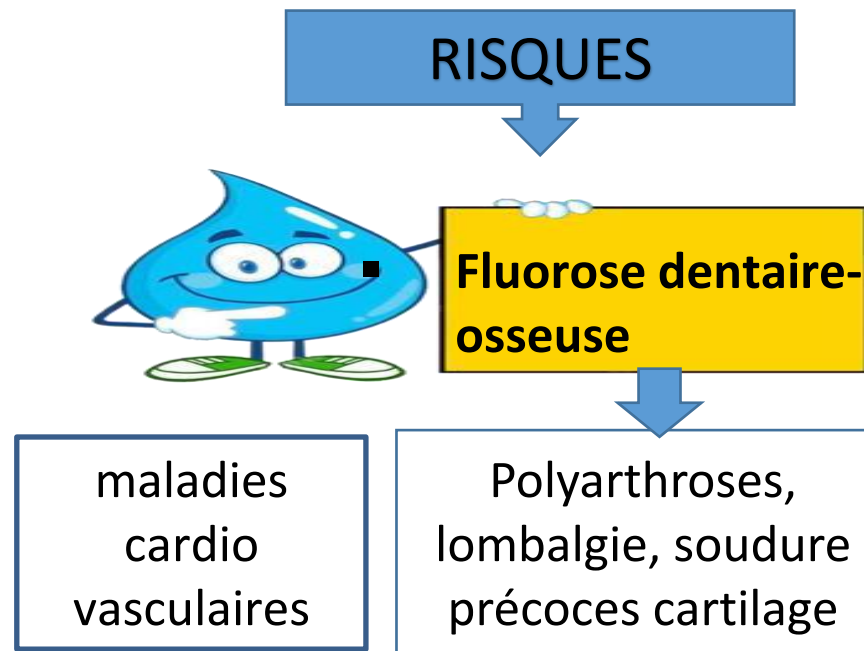 RISQUES
Fluorose dentaire-
osseuse
maladies
cardio
vasculaires
Polyarthroses,
lombalgie, soudure
précoces cartilage